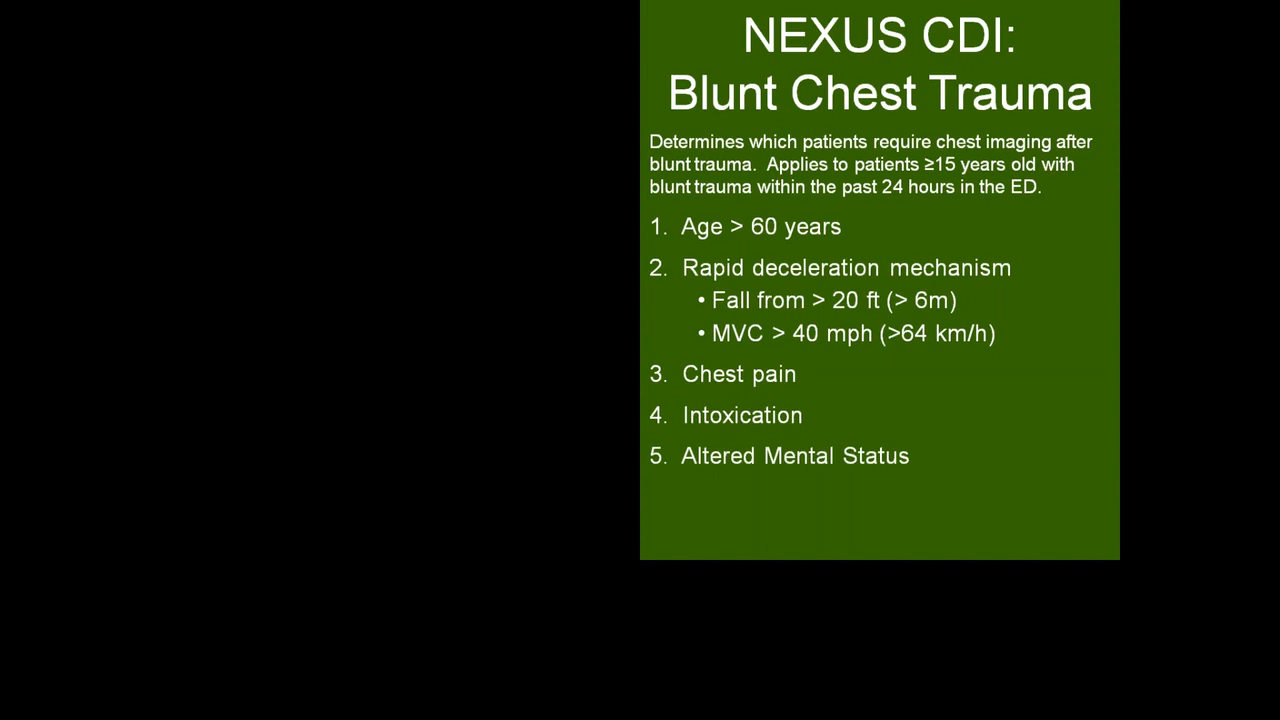 NEXUS CDI:
Blunt Chest Trauma
Determines which patients require chest imaging after
blunt trauma. Applies to patients ≥15 years old with
blunt trauma within the past 24 hours in the ED.
1. Age > 60 years
2. Rapid deceleration mechanism
• Fall from > 20 ft (> 6m)
• MVC > 40 mph (>64 km/h)
3. Chest pain
4. Intoxication
5. Altered Mental Status